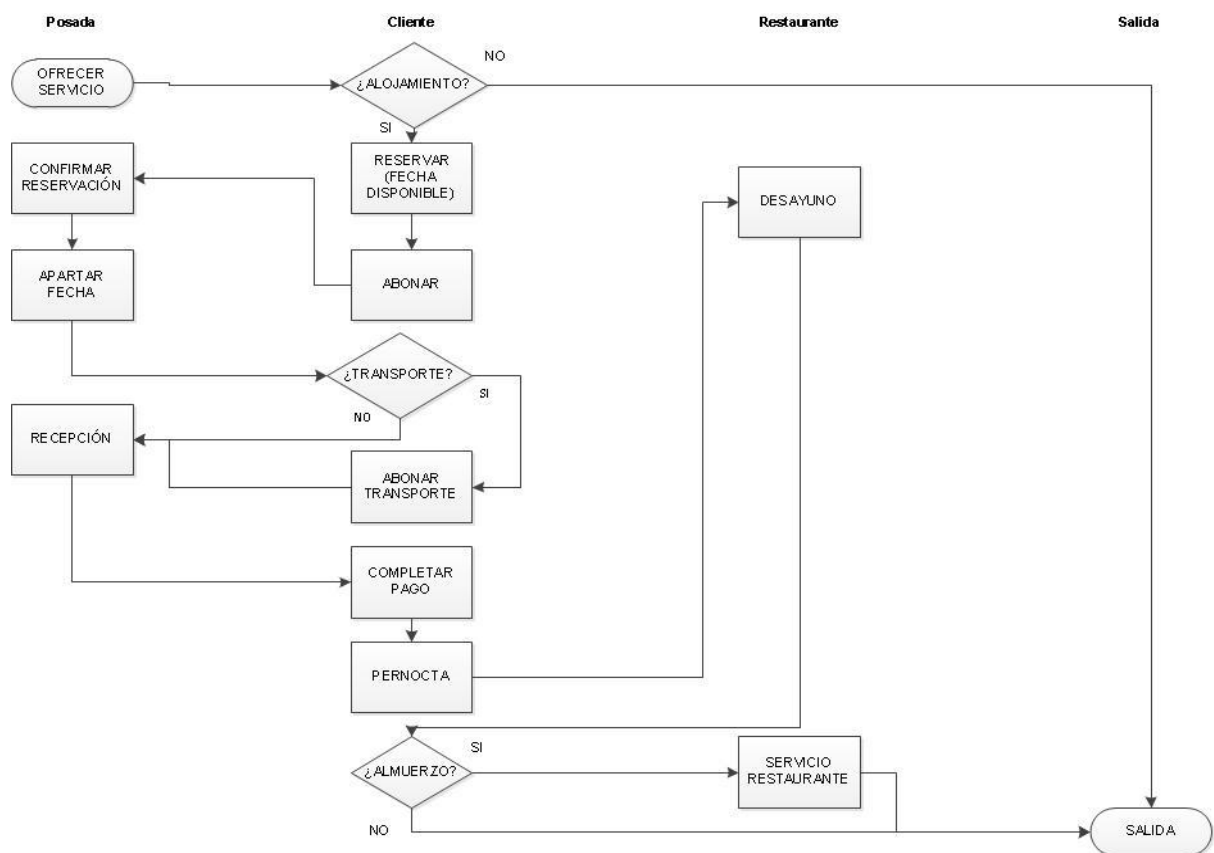 Posada
Cliente
Restaurante
Salida
OFRECER
SERVICIO
¿ALOJAMIENTO?
NO
SI
CONFIRMAR
RESERVACIÓN
RESERVAR
(FECHA
DISPONIBLE)
DESAYUNO
APARTAR
FECHA
ABONAR
¿TRANSPORTE?
SI
NO
RECEPCIÓN
ABONAR
TRANSPORTE
COMPLETAR
PAGO
PERNOCTA
¿ALMUERZO?
SI
SERVICIO
RESTAURANTE
NO
SALIDA